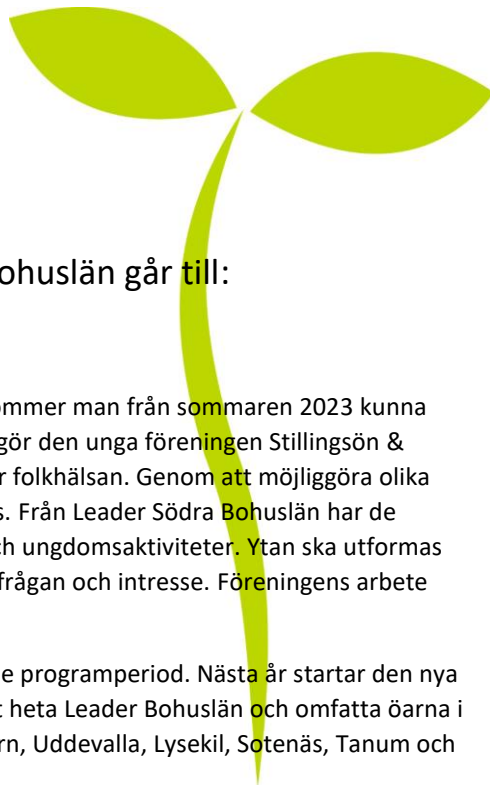 ohuslän går till:
ommer man från sommaren 2023 kunna
gör den unga föreningen Stillingsön &
r folkhälsan. Genom att möjliggöra olika
s. Från Leader Södra Bohuslän har de
ch ungdomsaktiviteter. Ytan ska utformas
frågan och intresse. Föreningens arbete
e programperiod. Nästa år startar den nya
t heta Leader Bohuslän och omfatta öarna i
rn, Uddevalla, Lysekil, Sotenäs, Tanum och